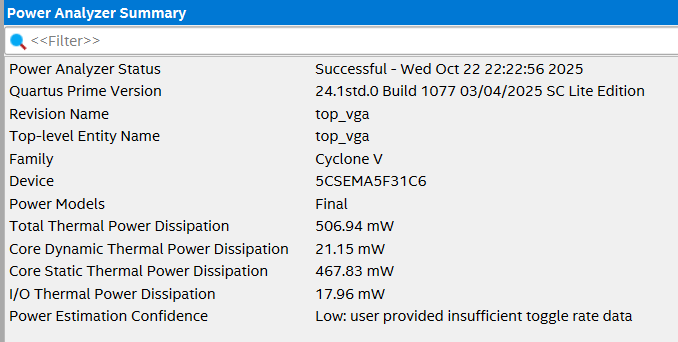 Power Analyzer Summary
<<Filter>>
Power Analyzer Status Successful - Wed Oct 22 22:22:56 2025
Quartus Prime Version 24.1std.0 Build 1077 03/04/2025 SC Lite Edition
Revision Name top_vga
Top-level Entity Name top_vga
Family Cyclone V
Device 5CSEMA5F31C6
Power Models Final
Total Thermal Power Dissipation 506.94 mW
Core Dynamic Thermal Power Dissipation 21.15 mW
Core Static Thermal Power Dissipation 467.83 mW
I/O Thermal Power Dissipation 17.96 mW
Power Estimation Confidence Low: user provided insufficient toggle rate data